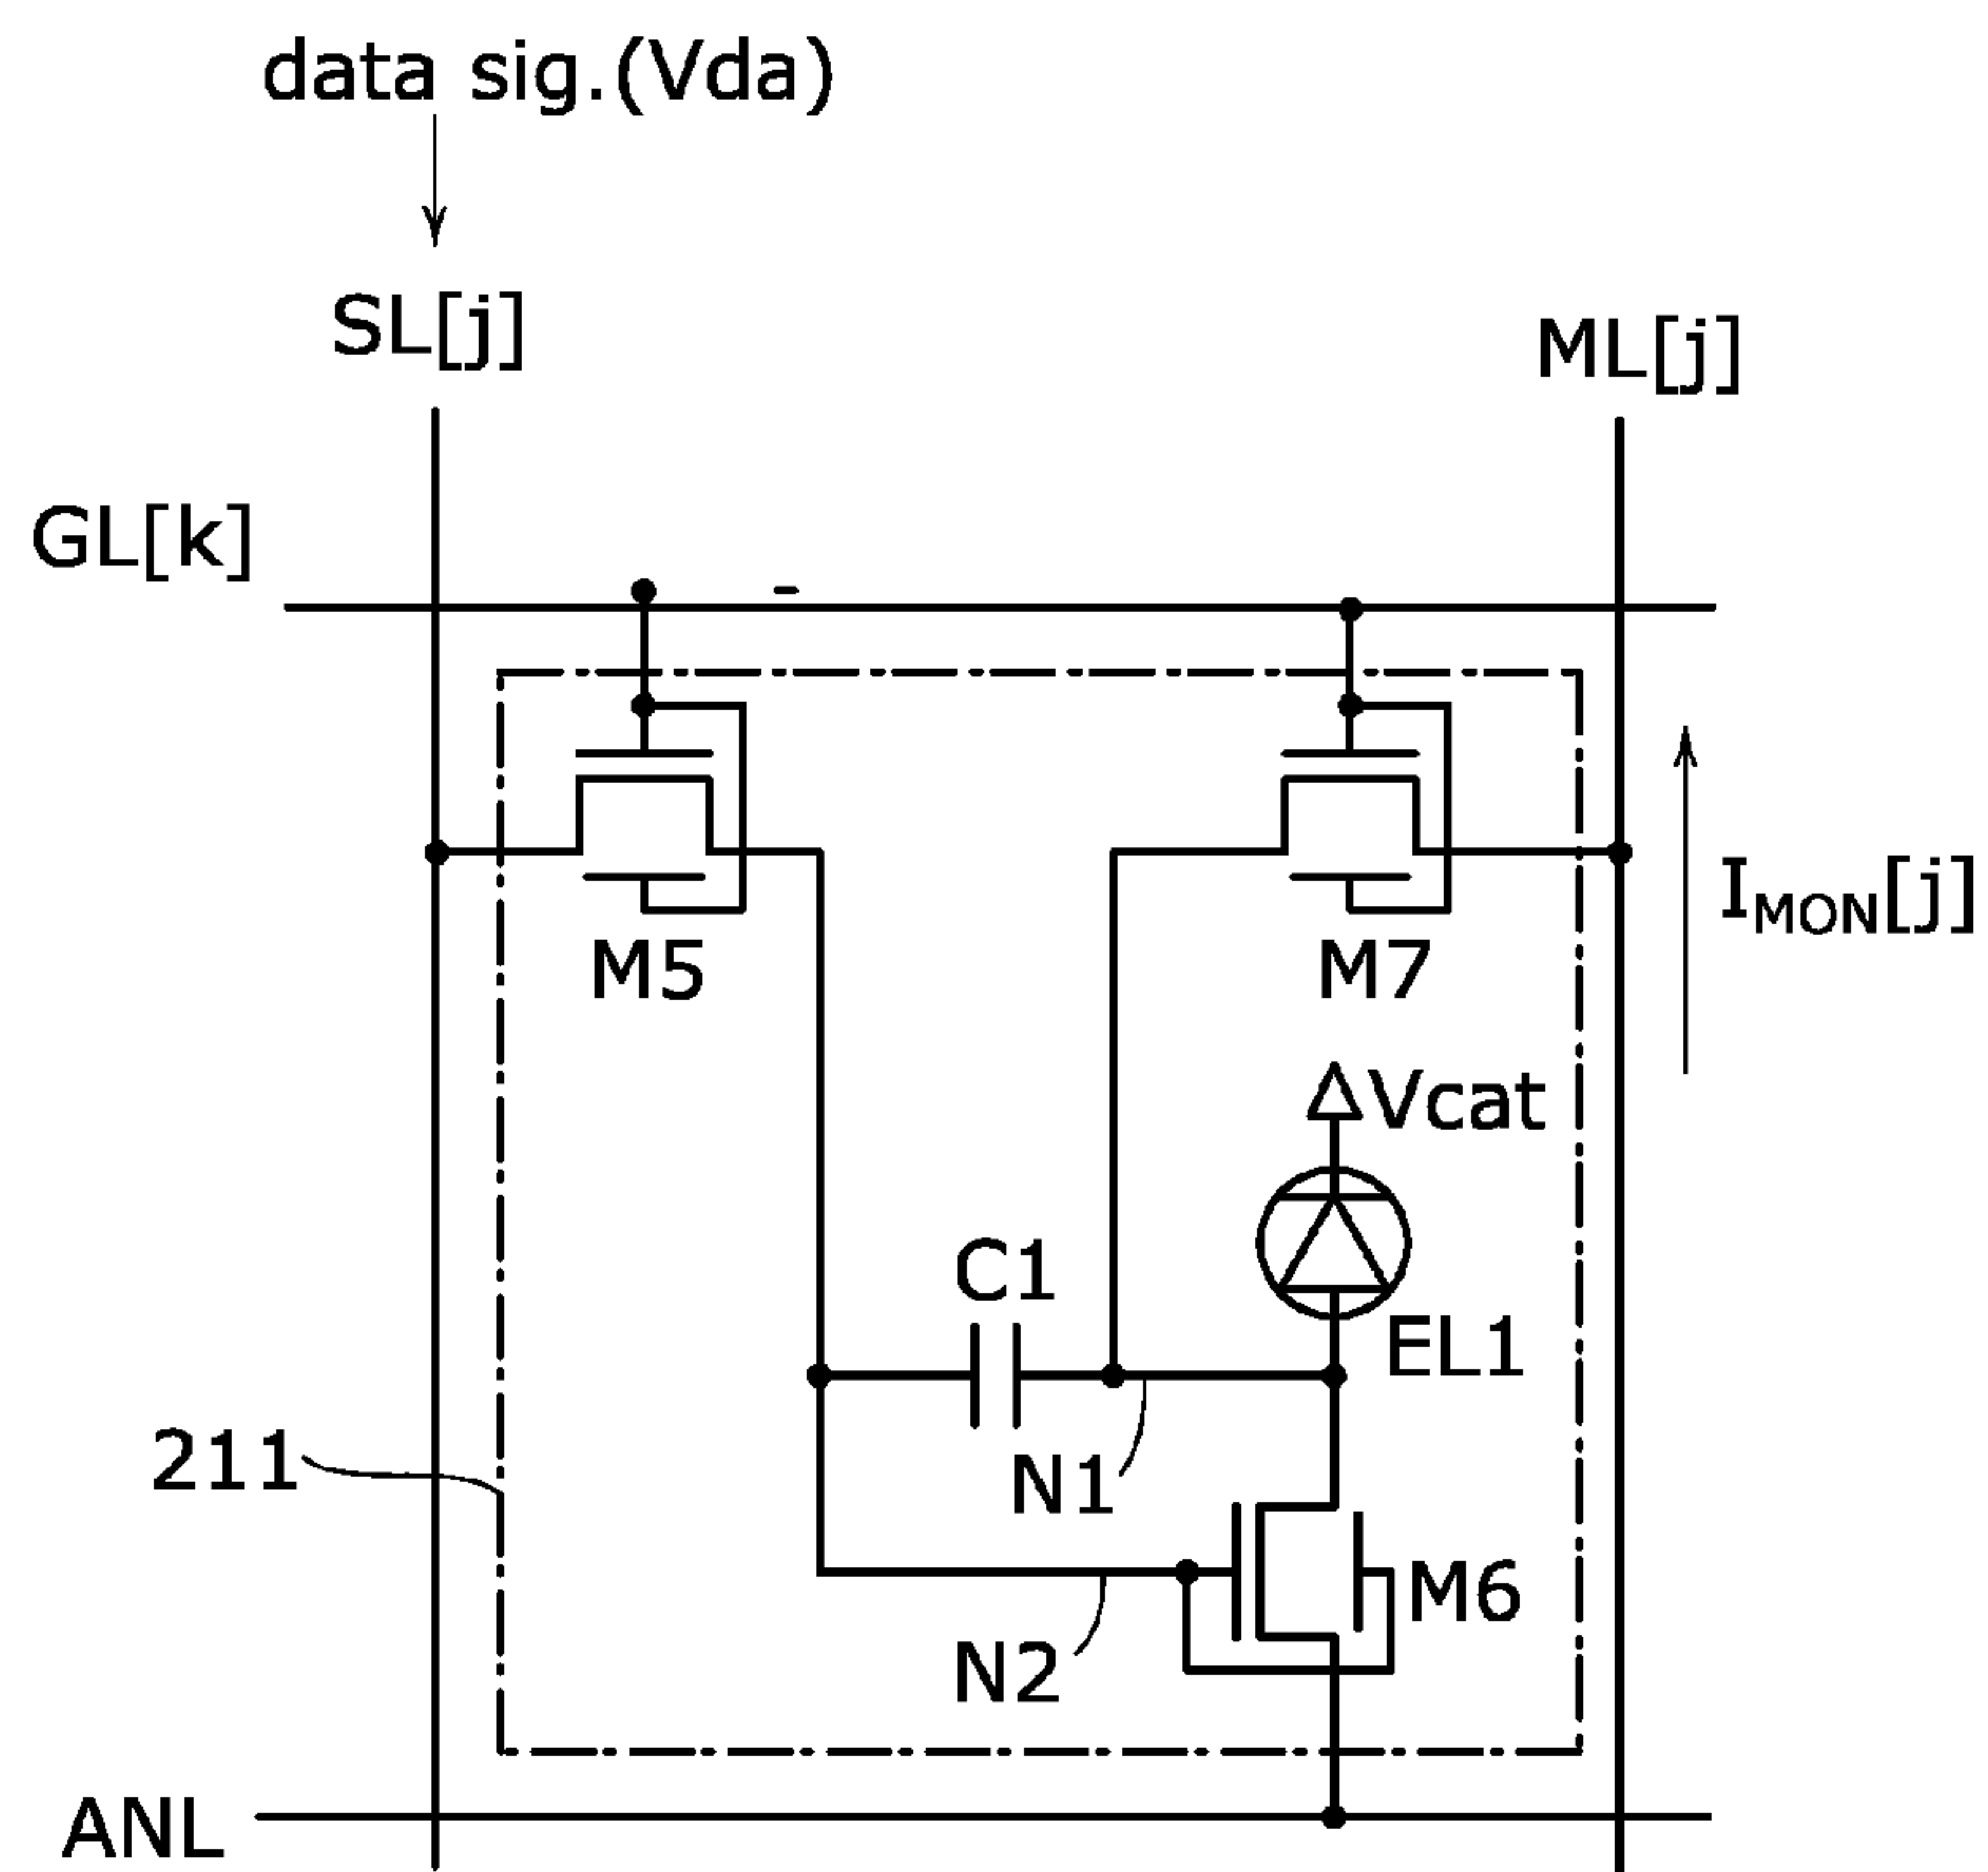 data sig.(Vda)
SL[j]
ML[j]
GL[k]
M5
M7
IMON[j]
Vcat
C1
EL1
211
N1
M6
N2
ANL